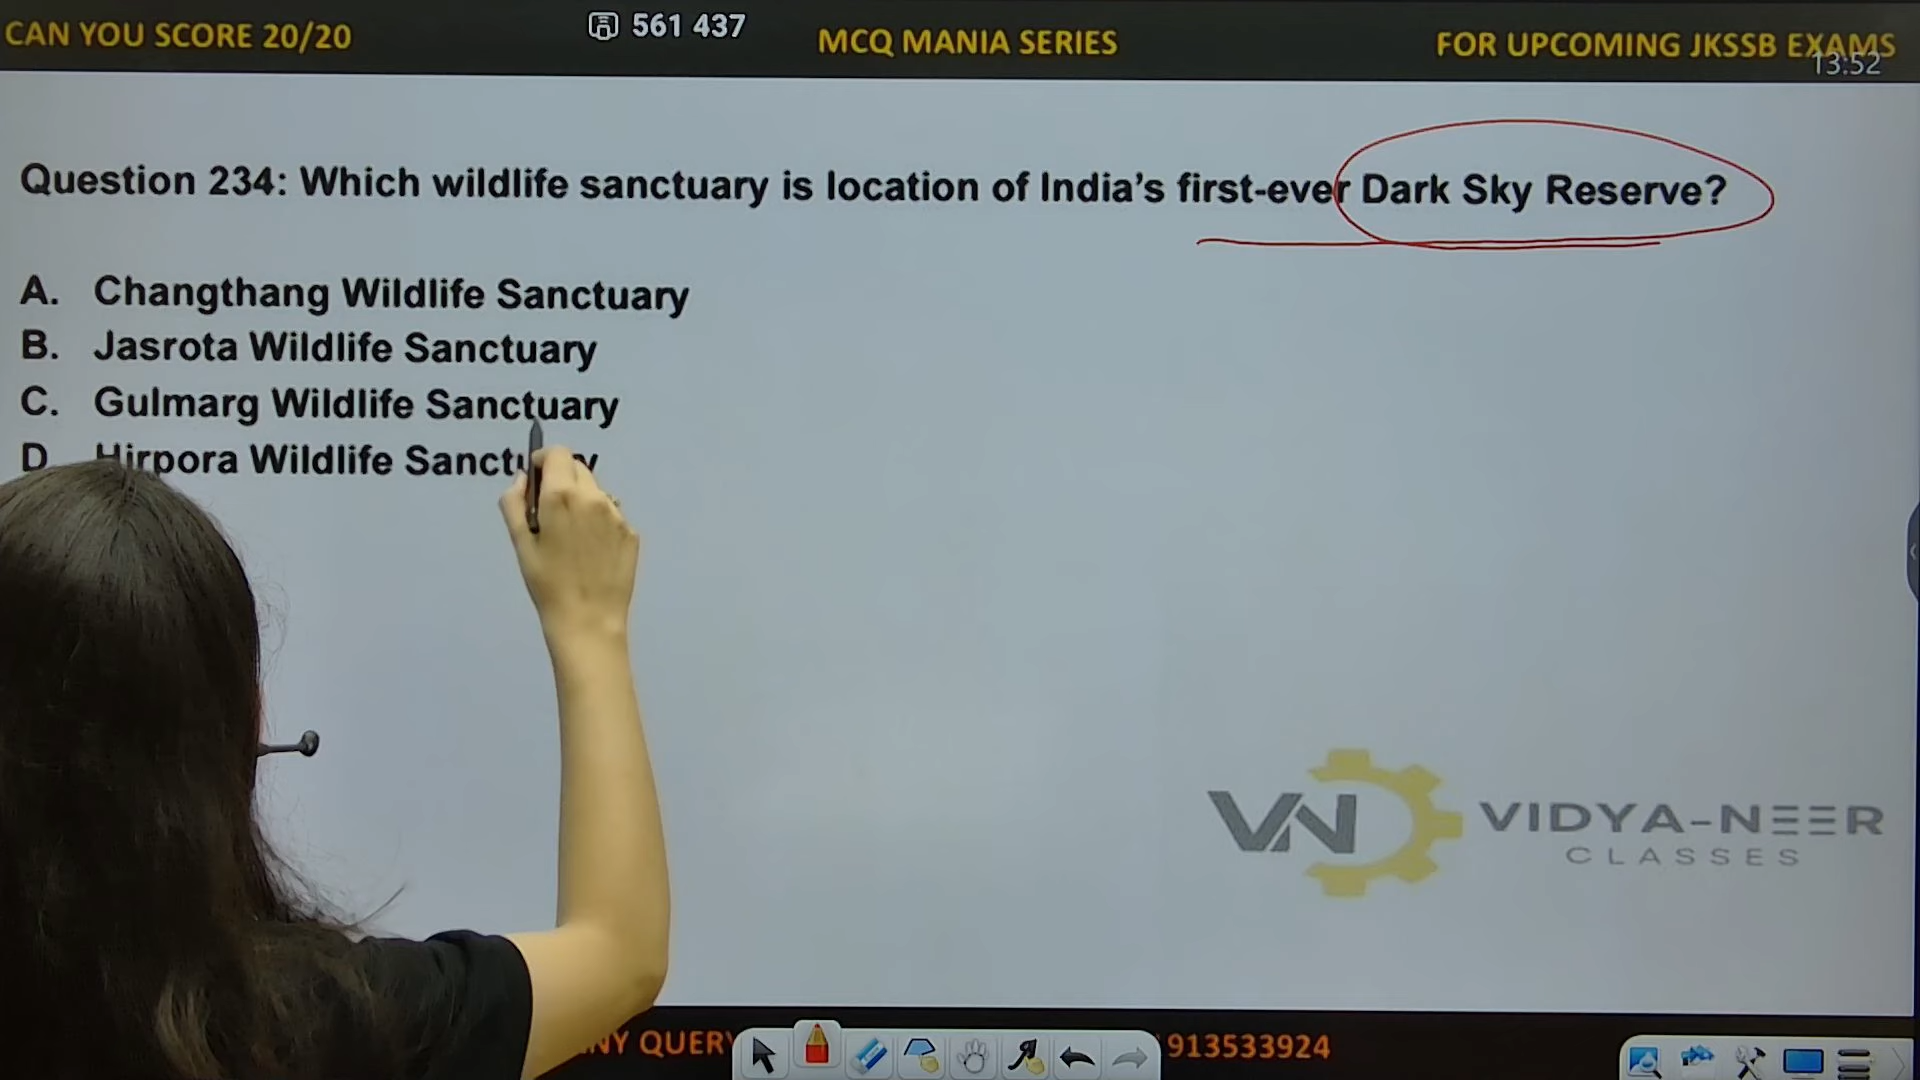 CAN YOU SCORE 20/20
561 437
MCQ MANIA SERIES
FOR UPCOMING JKSSB EXAMS
13:52
Question 234: Which wildlife sanctuary is location of India's first-ever Dark Sky Reserve?
A. Changthang Wildlife Sanctuary
B. Jasrota Wildlife Sanctuary
C. Gulmarg Wildlife Sanctuary
D. Hirpora Wildlife Sanctuary
VN
VIDYA-NEER
CLASSES
NY QUERY
913533924